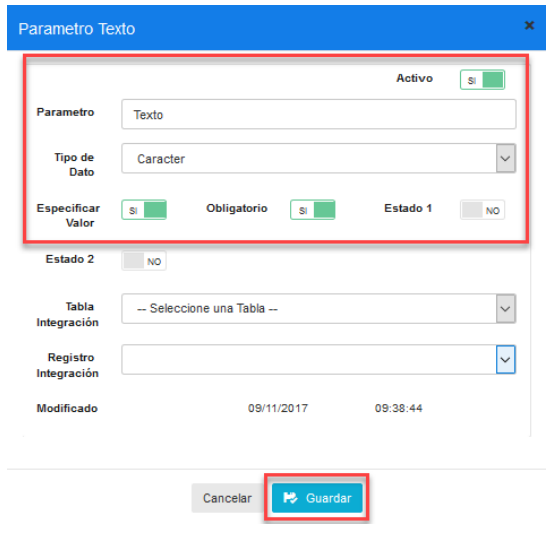 Parametro Texto ×
Activo SI
Parametro Texto
Tipo de
Dato
Caracter
Especificar
Valor
SI Obligatorio SI Estado 1 NO
Estado 2 NO
Tabla
Integración
-- Seleccione una Tabla --
Registro
Integración
Modificado 09/11/2017 09:38:44
Cancelar Guardar